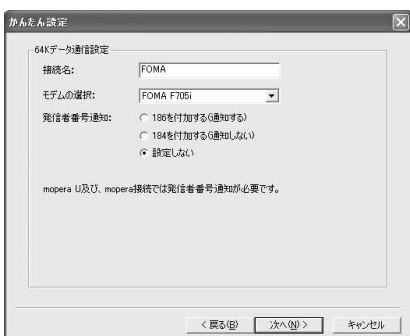 かんたん設定
64Kデータ通信設定
接続名: FOMA
モデムの選択: FOMA F705i
発信者番号通知: 186を付加する(通知する)
184を付加する(通知しない)
設定しない
mopera U及び、mopera接続では発信者番号通知が必要です。
< 戻る(B) 次へ(N) > キャンセル